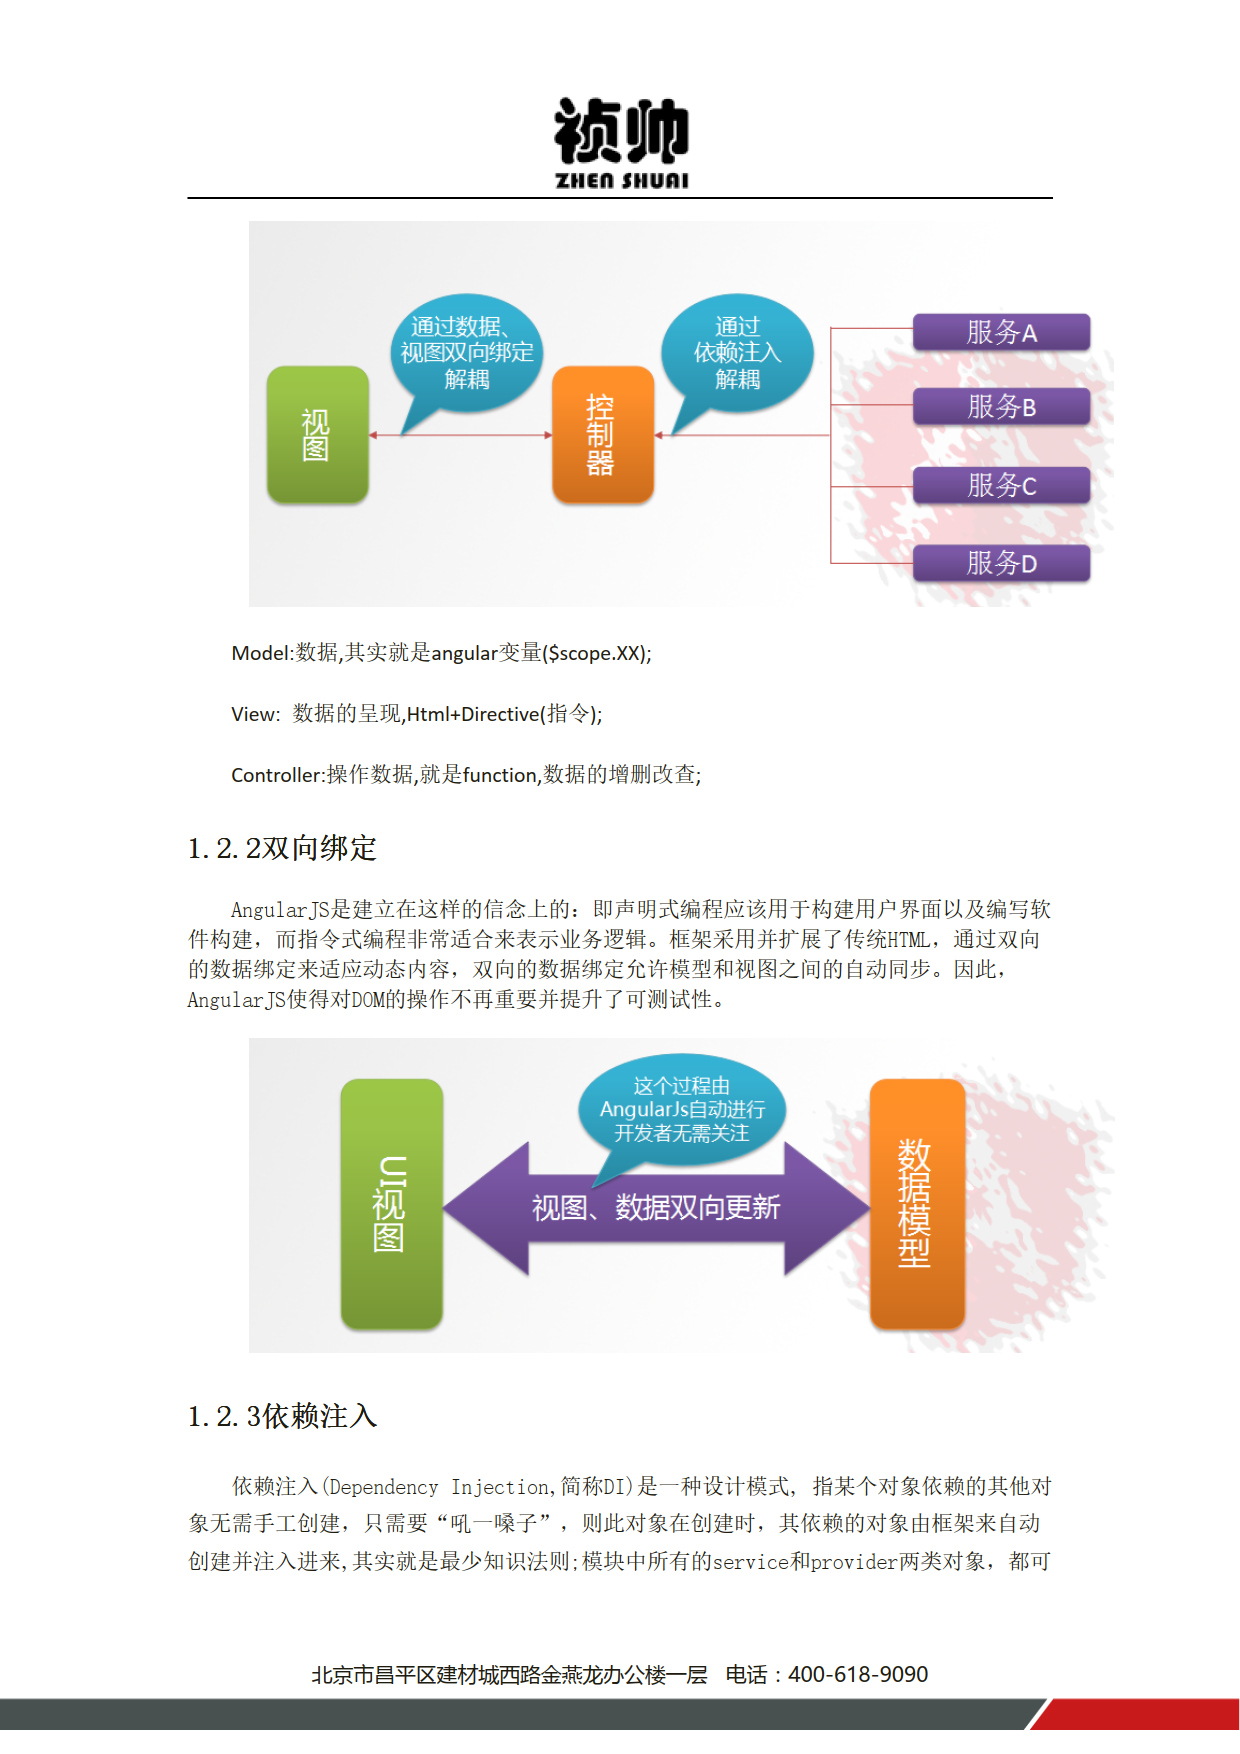 祯帅
ZHEN SHUAI
通过数据、
视图双向绑定
解耦
通过
依赖注入
解耦
视图
控制器
服务A
服务B
服务C
服务D
Model:数据,其实就是angular变量($scope.XX);
View: 数据的呈现,Html+Directive(指令);
Controller:操作数据,就是function,数据的增删改查;
1.2.2双向绑定
AngularJS是建立在这样的信念上的：即声明式编程应该用于构建用户界面以及编写软
件构建，而指令式编程非常适合来表示业务逻辑。框架采用并扩展了传统HTML，通过双向
的数据绑定来适应动态内容，双向的数据绑定允许模型和视图之间的自动同步。因此，
AngularJS使得对DOM的操作不再重要并提升了可测试性。
这个过程由
AngularJs自动进行
开发者无需关注
UI视图
视图、数据双向更新
数据模型
1.2.3依赖注入
依赖注入(Dependency Injection,简称DI)是一种设计模式, 指某个对象依赖的其他对
象无需手工创建，只需要“吼一嗓子”，则此对象在创建时，其依赖的对象由框架来自动
创建并注入进来,其实就是最少知识法则;模块中所有的service和provider两类对象，都可
北京市昌平区建材城西路金燕龙办公楼一层 电话：400-618-9090